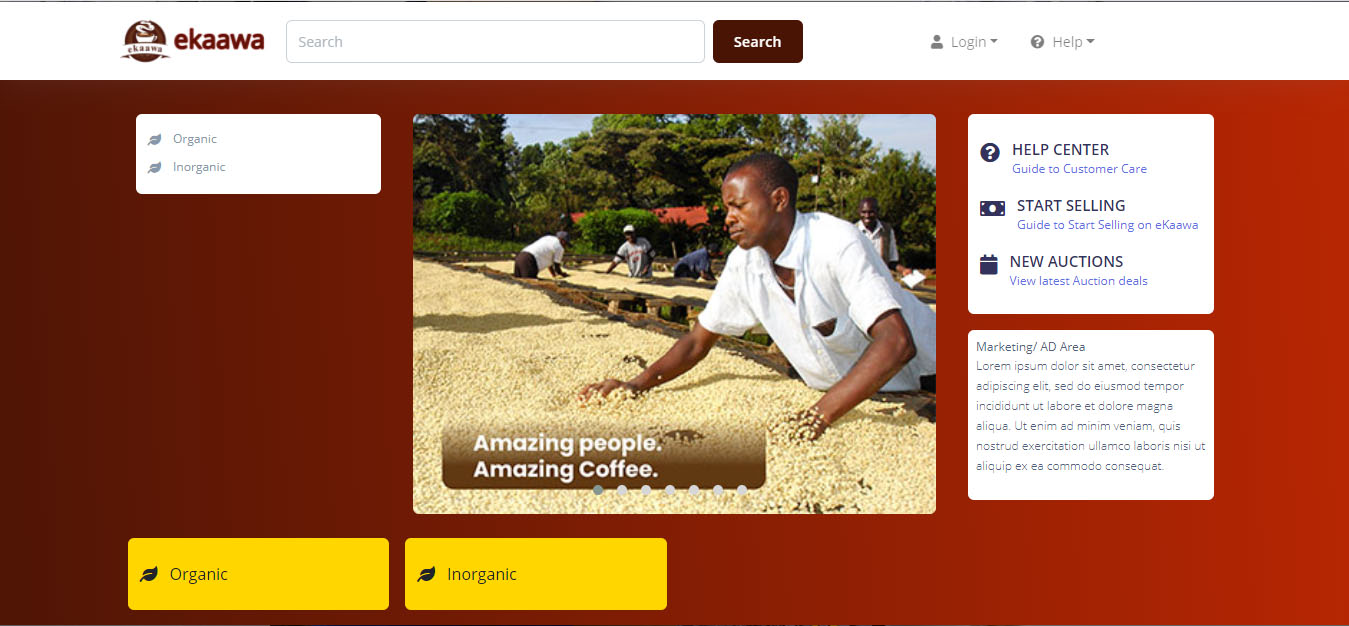 ekaawa
ekaawa
Search
Search
Login
Help
Organic
Inorganic
Amazing people.
Amazing Coffee.
HELP CENTER
Guide to Customer Care
START SELLING
Guide to Start Selling on eKaawa
NEW AUCTIONS
View latest Auction deals
Marketing/ AD Area
Lorem ipsum dolor sit amet, consectetur
adipiscing elit, sed do eiusmod tempor
incididunt ut labore et dolore magna
aliqua. Ut enim ad minim veniam, quis
nostrud exercitation ullamco laboris nisi ut
aliquip ex ea commodo consequat.
Organic
Inorganic